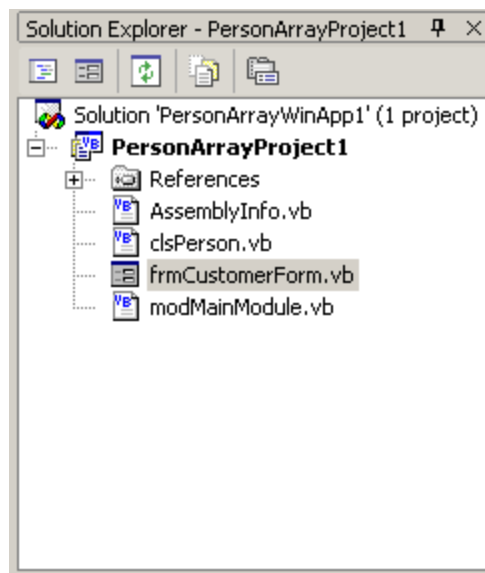 Solution Explorer - PersonArrayProject1
Solution 'PersonArrayWinApp1' (1 project)
PersonArrayProject1
References
AssemblyInfo.vb
clsPerson.vb
frmCustomerForm.vb
modMainModule.vb